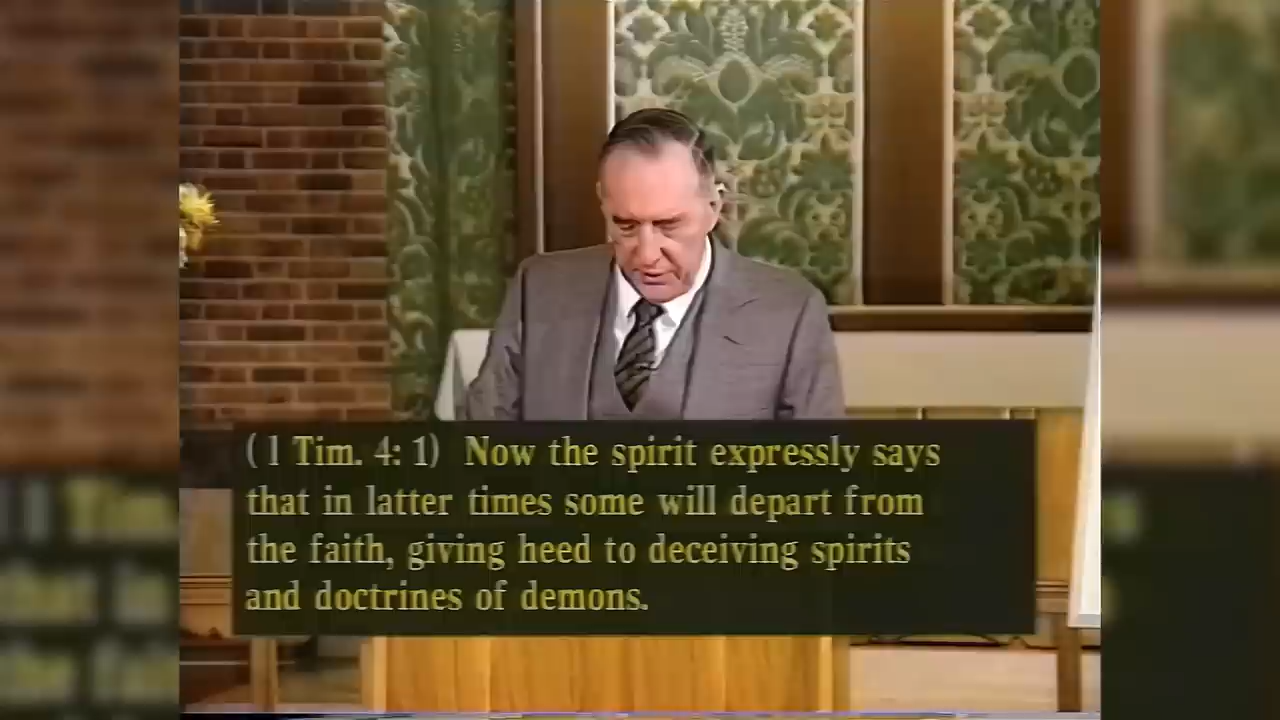 (1 Tim. 4: 1) Now the spirit expressly says
that in latter times some will depart from
the faith, giving heed to deceiving spirits
and doctrines of demons.